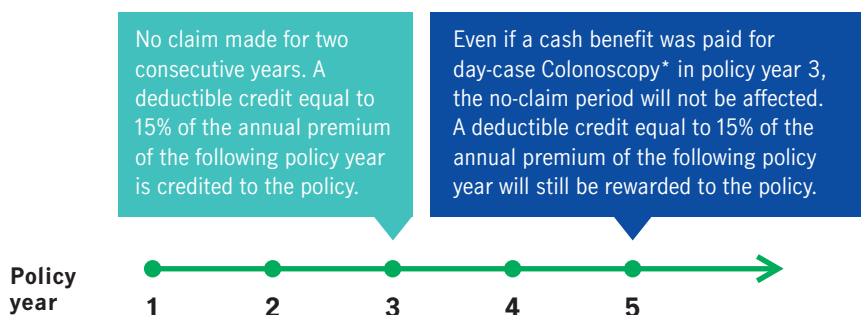 No claim made for two
consecutive years. A
deductible credit equal to
15% of the annual premium
of the following policy year
is credited to the policy.
Even if a cash benefit was paid for
day-case Colonoscopy* in policy year 3,
the no-claim period will not be affected.
A deductible credit equal to 15% of the
annual premium of the following policy
year will still be rewarded to the policy.
Policy
year
1 2 3 4 5